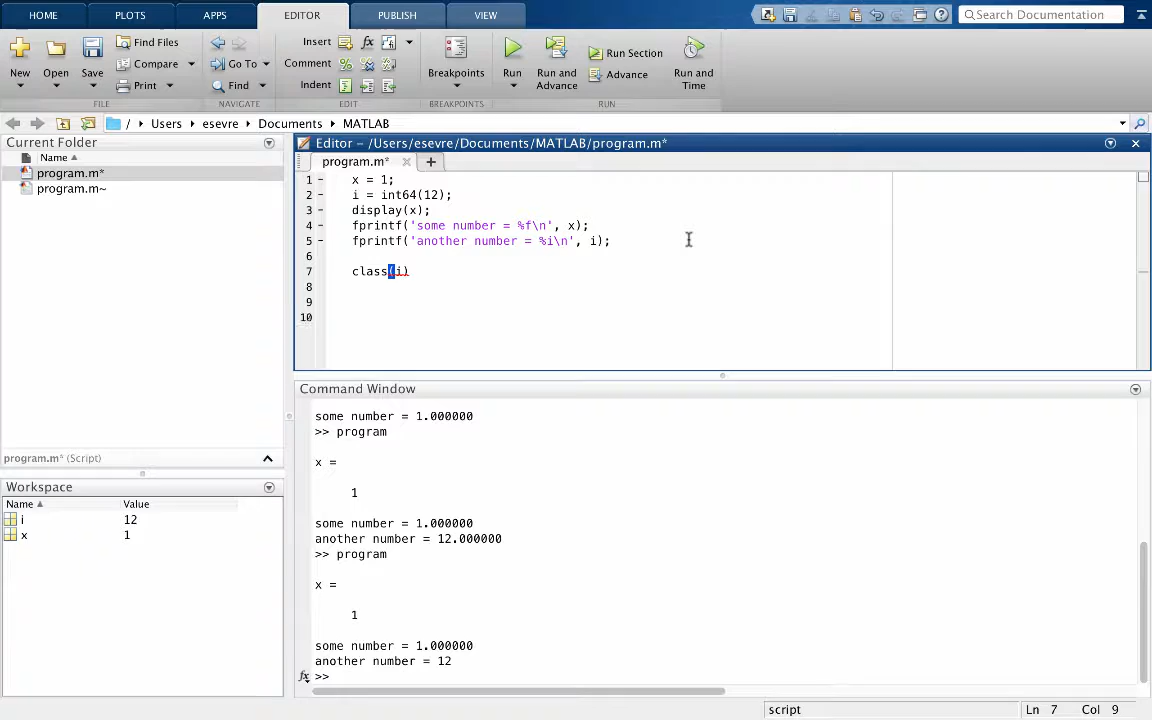 HOME PLOTS APPS EDITOR PUBLISH VIEW Search Documentation
New Open Save Find Files Compare Print Go To Find Insert fx Comment % Indent Breakpoints Run Run and Advance Run Section Advance Run and Time
FILE NAVIGATE EDIT BREAKPOINTS RUN
/ Users esevre Documents MATLAB
Current Folder
Name
program.m*
program.m~
program.m* (Script)
Workspace
Name Value
i 12
x 1
Editor – /Users/esevre/Documents/MATLAB/program.m*
program.m* +
1 – x = 1;
2 – i = int64(12);
3 – display(x);
4 – fprintf('some number = %f\n', x);
5 – fprintf('another number = %i\n', i);
6
7 class(i)
8
9
10
Command Window
some number = 1.000000
>> program
x =
1
some number = 1.000000
another number = 12.000000
>> program
x =
1
some number = 1.000000
another number = 12
fx >>
script Ln 7 Col 9